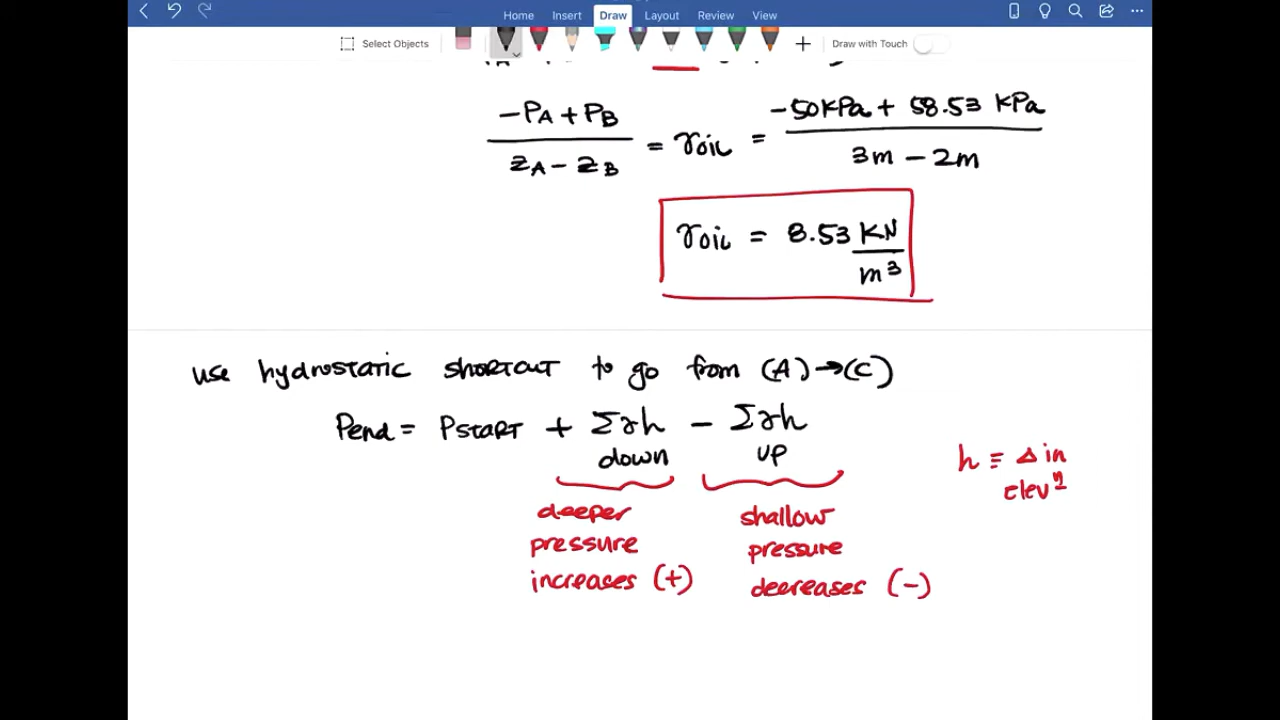 Home Insert Draw Layout Review View
Select Objects
Draw with Touch
-PA + PB / ZA - ZB = γoil = -50 kPa + 58.53 KPa / 3m - 2m
γoil = 8.53 KN/m³
use hydrostatic shortcut to go from (A)→(C)
Pend = PSTART + Σγh - Σγh
down up
h ≡ Δ in
elevⁿ
deeper
pressure
increases (+)
shallow
pressure
decreases (-)